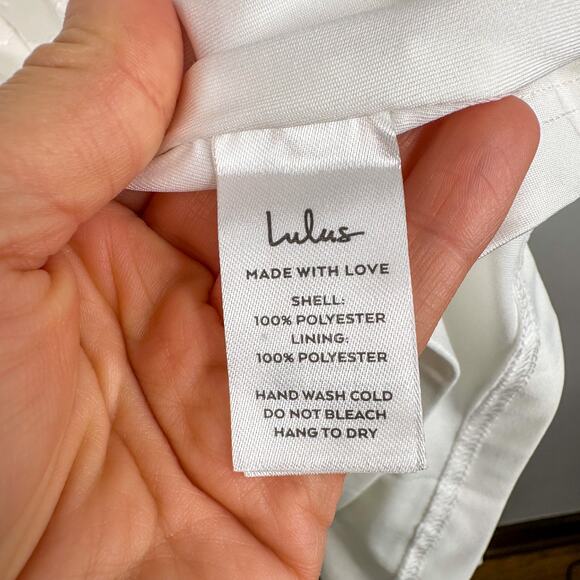 Lulus
MADE WITH LOVE
SHELL:
100% POLYESTER
LINING:
100% POLYESTER
HAND WASH COLD
DO NOT BLEACH
HANG TO DRY